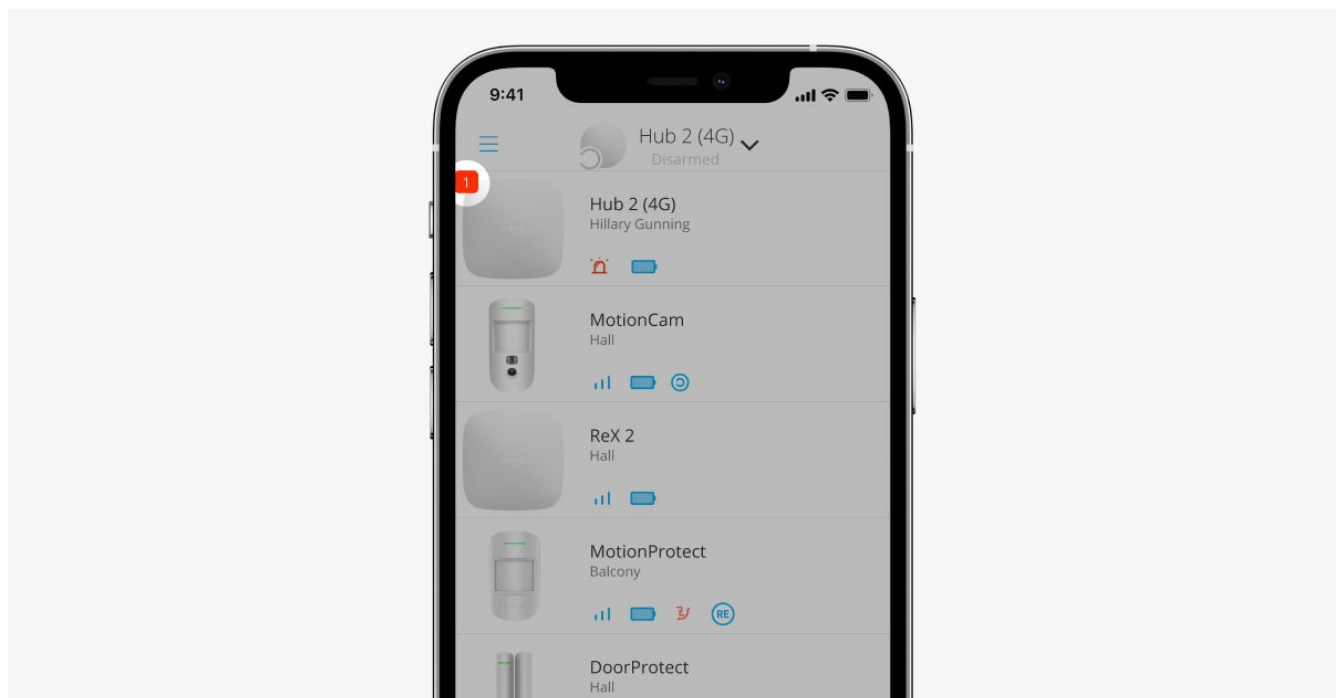 9:41
Hub 2 (4G)
Disarmed
1
Hub 2 (4G)
Hillary Gunning
MotionCam
Hall
ReX 2
Hall
MotionProtect
Balcony
RE
DoorProtect
Hall